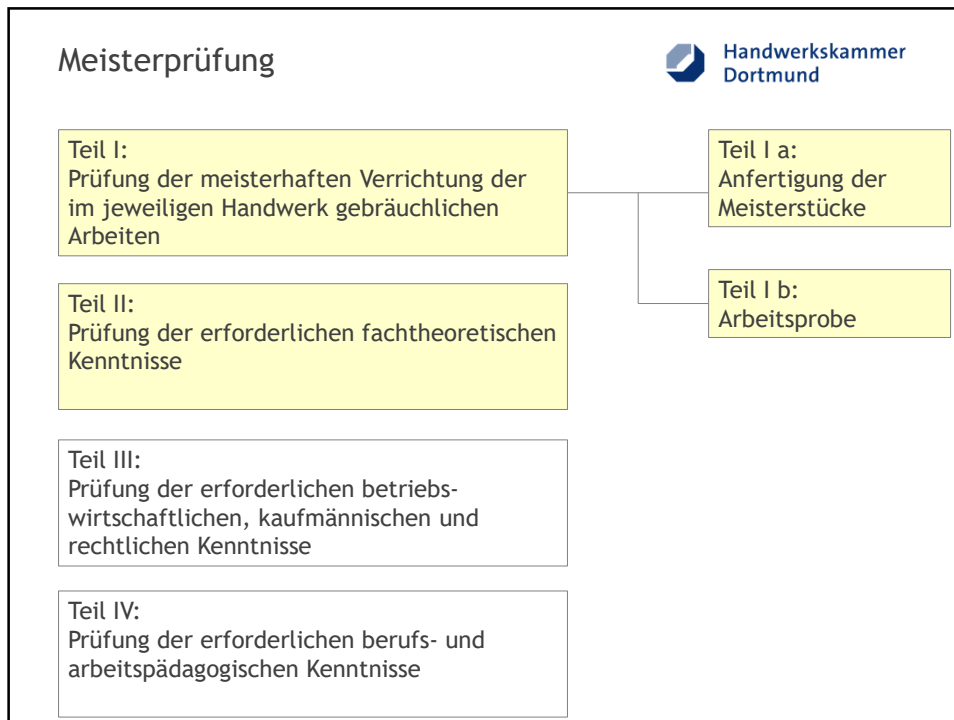 Meisterprüfung
Handwerkskammer
Dortmund
Teil I:
Prüfung der meisterhaften Verrichtung der
im jeweiligen Handwerk gebräuchlichen
Arbeiten
Teil I a:
Anfertigung der
Meisterstücke
Teil I b:
Arbeitsprobe
Teil II:
Prüfung der erforderlichen fachtheoretischen
Kenntnisse
Teil III:
Prüfung der erforderlichen betriebs-
wirtschaftlichen, kaufmännischen und
rechtlichen Kenntnisse
Teil IV:
Prüfung der erforderlichen berufs- und
arbeitspädagogischen Kenntnisse